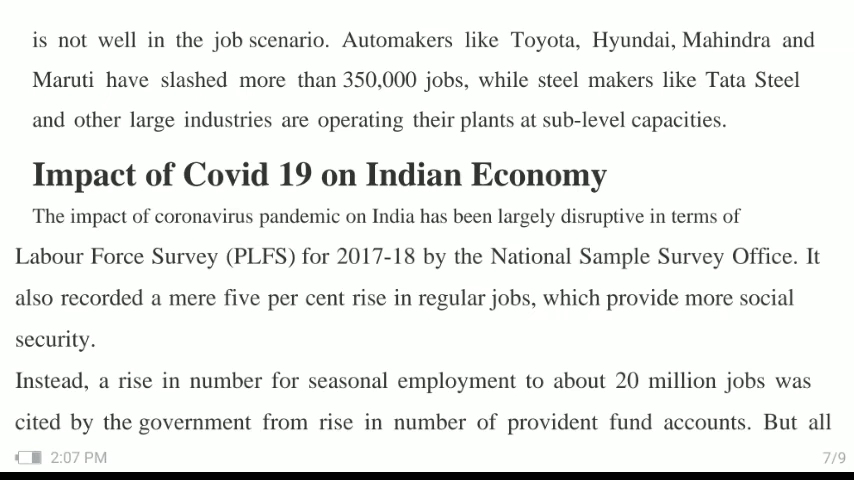 is not well in the job scenario. Automakers like Toyota, Hyundai, Mahindra and
Maruti have slashed more than 350,000 jobs, while steel makers like Tata Steel
and other large industries are operating their plants at sub-level capacities.
Impact of Covid 19 on Indian Economy
The impact of coronavirus pandemic on India has been largely disruptive in terms of
Labour Force Survey (PLFS) for 2017-18 by the National Sample Survey Office. It
also recorded a mere five per cent rise in regular jobs, which provide more social
security.
Instead, a rise in number for seasonal employment to about 20 million jobs was
cited by the government from rise in number of provident fund accounts. But all
2:07 PM 7/9